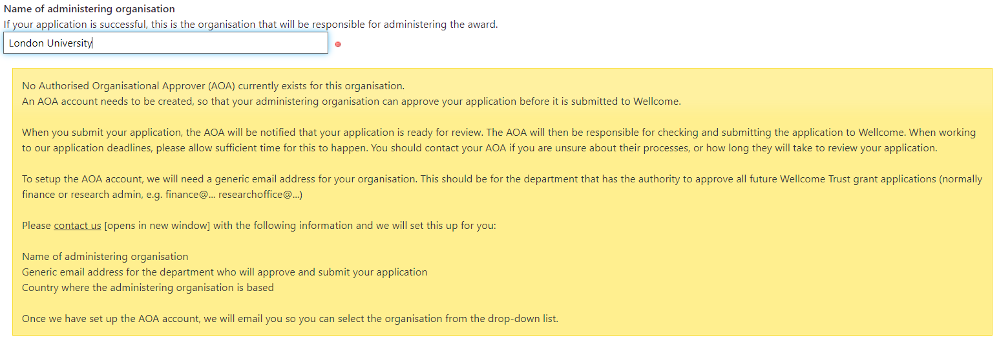 Name of administering organisation
If your application is successful, this is the organisation that will be responsible for administering the award.
London University
No Authorised Organisational Approver (AOA) currently exists for this organisation.
An AOA account needs to be created, so that your administering organisation can approve your application before it is submitted to Wellcome.
When you submit your application, the AOA will be notified that your application is ready for review. The AOA will then be responsible for checking and submitting the application to Wellcome. When working
to our application deadlines, please allow sufficient time for this to happen. You should contact your AOA if you are unsure about their processes, or how long they will take to review your application.
To setup the AOA account, we will need a generic email address for your organisation. This should be for the department that has the authority to approve all future Wellcome Trust grant applications (normally
finance or research admin, e.g. finance@... researchoffice@...)
Please contact us [opens in new window] with the following information and we will set this up for you:
Name of administering organisation
Generic email address for the department who will approve and submit your application
Country where the administering organisation is based
Once we have set up the AOA account, we will email you so you can select the organisation from the drop-down list.